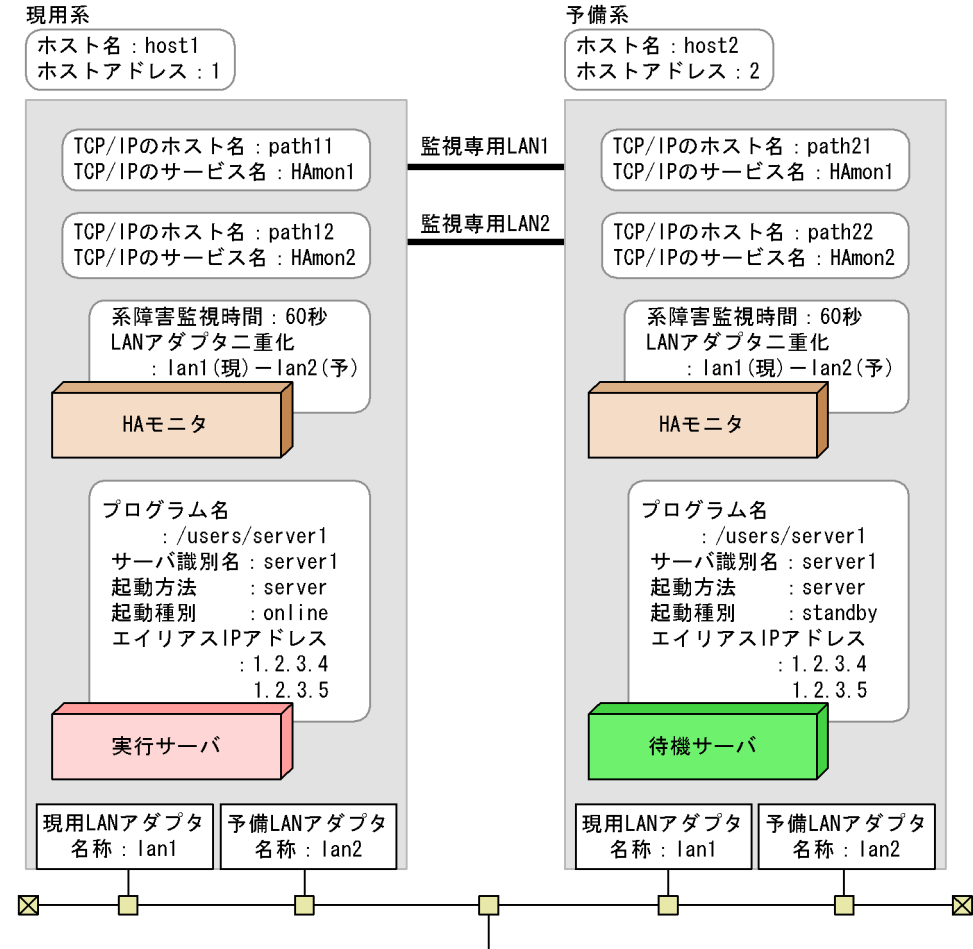 現用系
ホスト名：host1
ホストアドレス：1
TCP/IPのホスト名：path11
TCP/IPのサービス名：HAmon1
TCP/IPのホスト名：path12
TCP/IPのサービス名：HAmon2
系障害監視時間：60秒
LANアダプタ二重化
：lan1(現)－lan2(予)
HAモニタ
プログラム名
：/users/server1
サーバ識別名：server1
起動方法　　：server
起動種別　　：online
エイリアスIPアドレス
：1.2.3.4
1.2.3.5
実行サーバ
現用LANアダプタ
名称：lan1
予備LANアダプタ
名称：lan2
監視専用LAN1
監視専用LAN2
予備系
ホスト名：host2
ホストアドレス：2
TCP/IPのホスト名：path21
TCP/IPのサービス名：HAmon1
TCP/IPのホスト名：path22
TCP/IPのサービス名：HAmon2
系障害監視時間：60秒
LANアダプタ二重化
：lan1(現)－lan2(予)
HAモニタ
プログラム名
：/users/server1
サーバ識別名：server1
起動方法　　：server
起動種別　　：standby
エイリアスIPアドレス
：1.2.3.4
1.2.3.5
待機サーバ
現用LANアダプタ
名称：lan1
予備LANアダプタ
名称：lan2